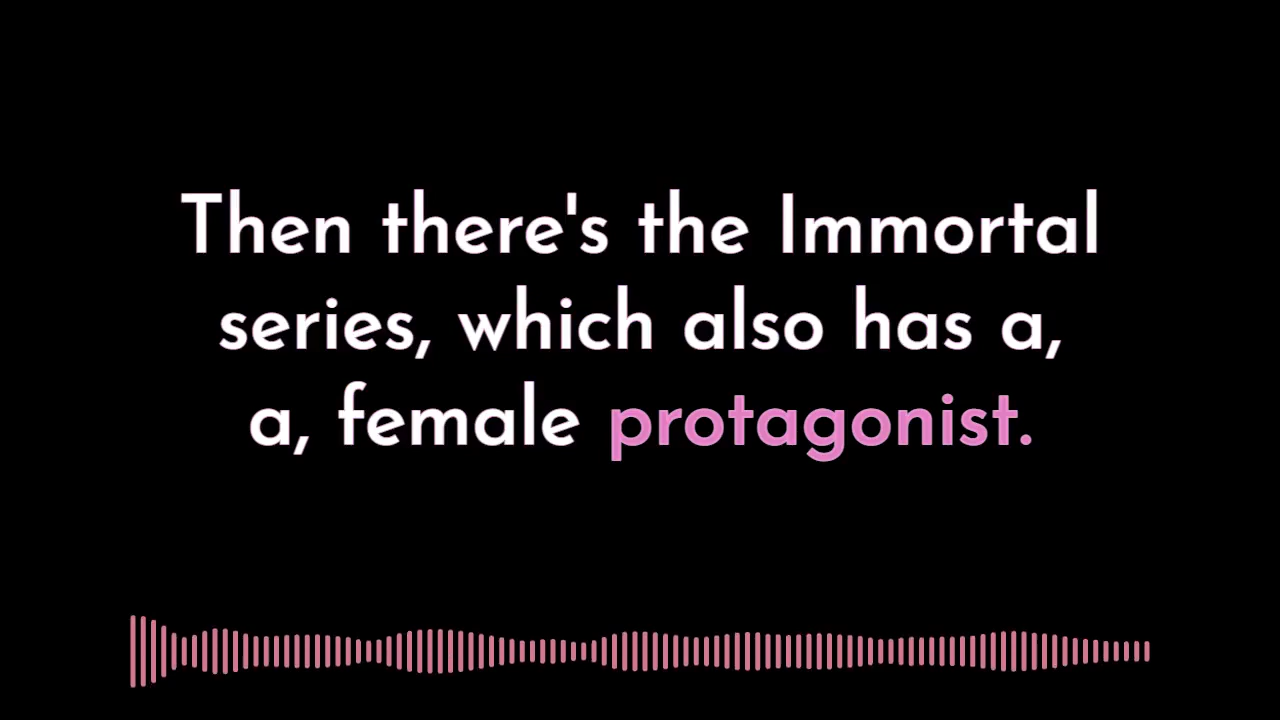 Then there's the Immortal
series, which also has a,
a, female protagonist.